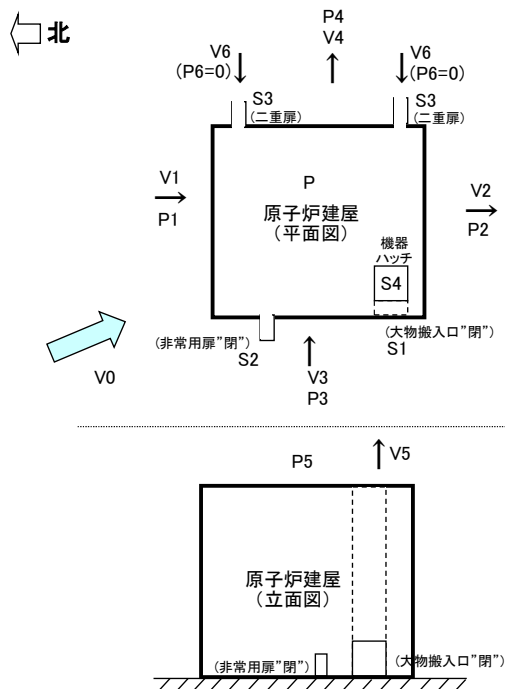 北
P4
V4
V6
(P6=0)
V6
(P6=0)
S3
(二重扉)
S3
(二重扉)
V1
P1
P
原子炉建屋
(平面図)
V2
P2
機器
ハッチ
S4
(非常用扉"閉")
S2
(大物搬入口"閉")
S1
V0
V3
P3
P5
V5
原子炉建屋
(立面図)
(非常用扉"閉")
(大物搬入口"閉")